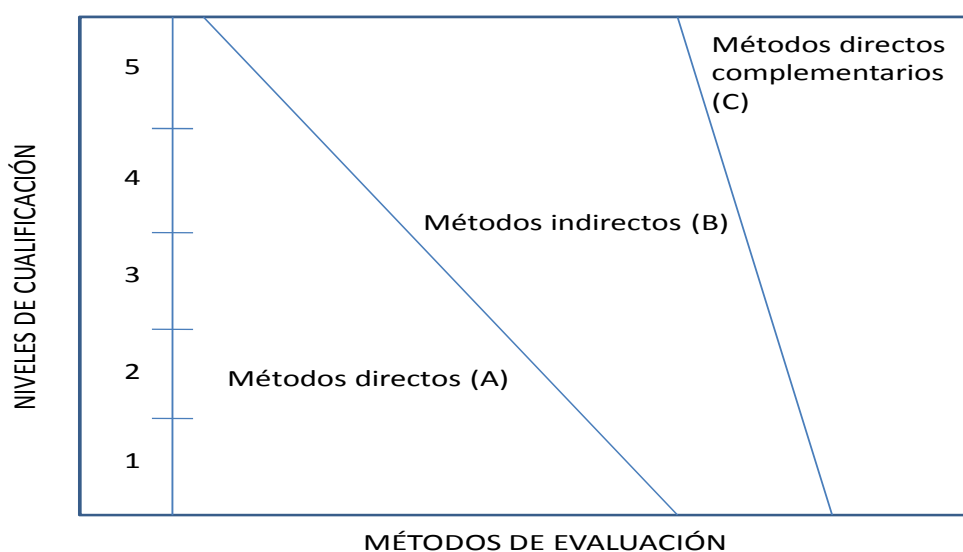 NIVELES DE CUALIFICACIÓN
5
4
3
2
1
Métodos directos
complementarios
(C)
Métodos indirectos (B)
Métodos directos (A)
MÉTODOS DE EVALUACIÓN